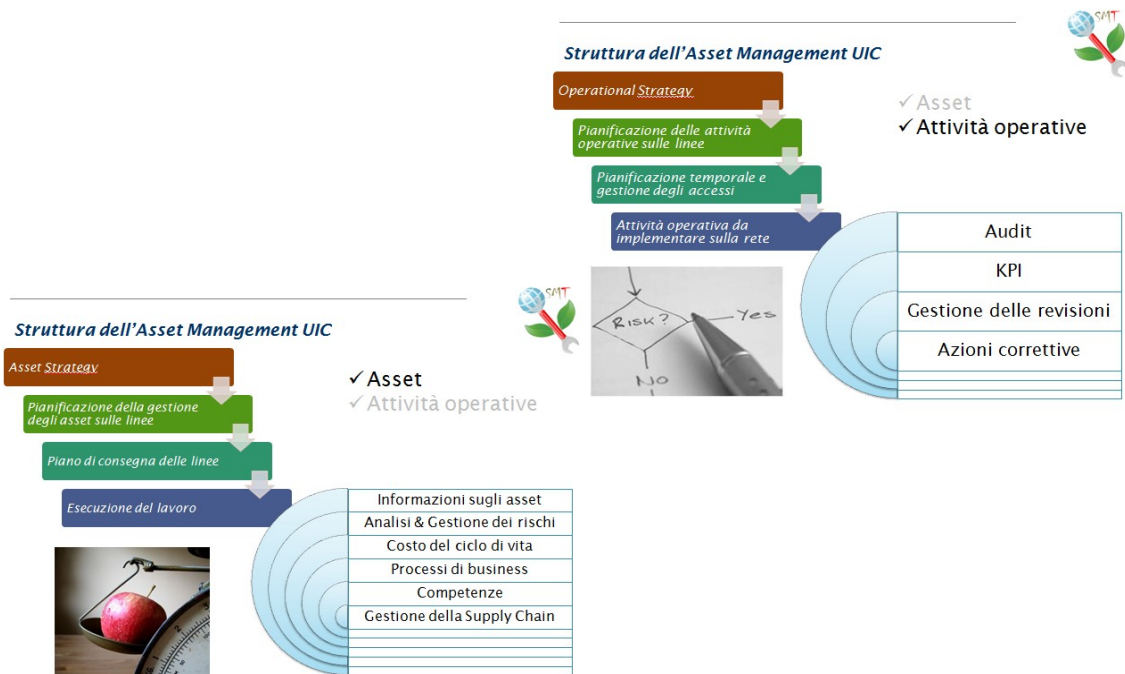 SMT
Struttura dell'Asset Management UIC
Operational Strategy
✓ Asset
✓ Attività operative
Pianificazione delle attività
operative sulle linee
Pianificazione temporale e
gestione degli accessi
Attività operativa da
implementare sulla rete
Audit
KPI
Gestione delle revisioni
Azioni correttive
RISK?
Yes
NO
SMT
Struttura dell'Asset Management UIC
Asset Strategy
✓ Asset
✓ Attività operative
Pianificazione della gestione
degli asset sulle linee
Piano di consegna delle linee
Esecuzione del lavoro
Informazioni sugli asset
Analisi & Gestione dei rischi
Costo del ciclo di vita
Processi di business
Competenze
Gestione della Supply Chain